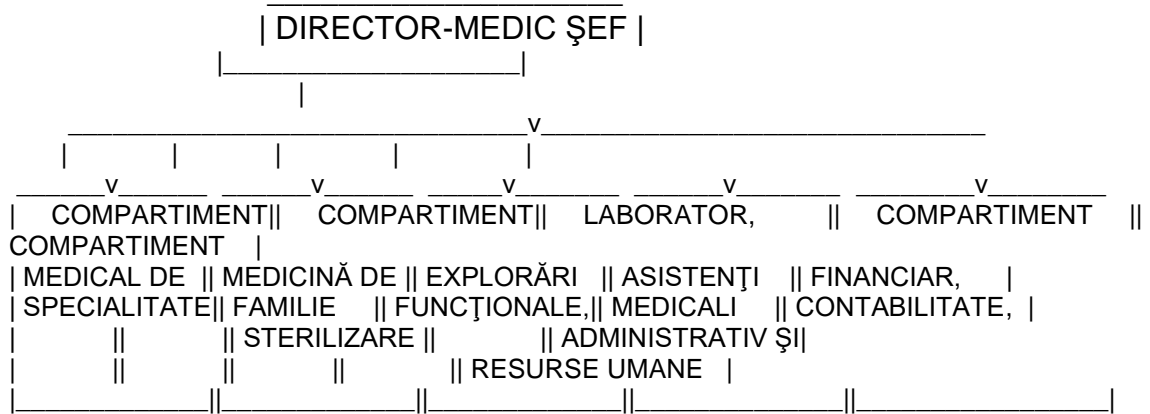 | DIRECTOR-MEDIC ŞEF |
| COMPARTIMENT|| COMPARTIMENT|| LABORATOR, || COMPARTIMENT ||
COMPARTIMENT |
| MEDICAL DE || MEDICINĂ DE || EXPLORĂRI || ASISTENŢI || FINANCIAR, |
| SPECIALITATE|| FAMILIE || FUNCŢIONALE,|| MEDICALI || CONTABILITATE, |
| || || STERILIZARE || || ADMINISTRATIV ŞI|
| || || || || RESURSE UMANE |